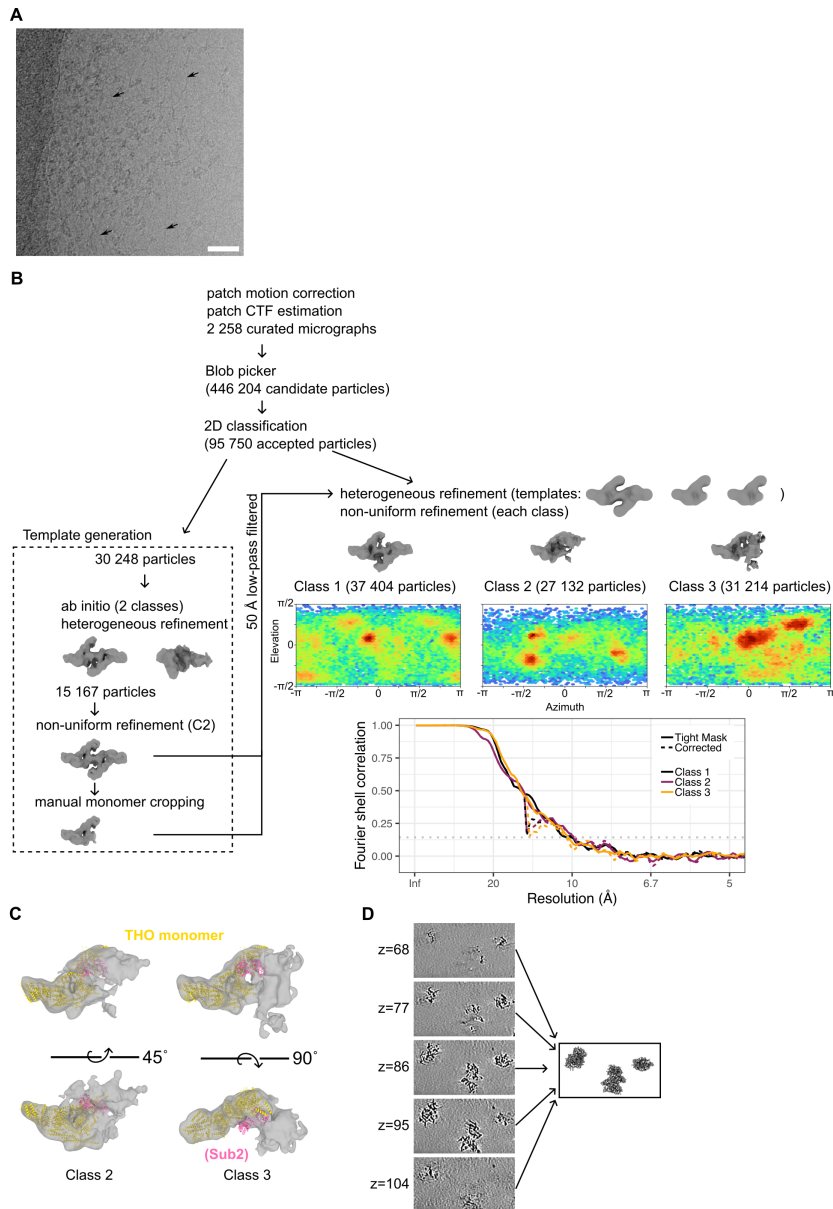 A
B
patch motion correction
patch CTF estimation
2 258 curated micrographs
Blob picker
(446 204 candidate particles)
2D classification
(95 750 accepted particles)
Template generation
30 248 particles
ab initio (2 classes)
heterogeneous refinement
15 167 particles
non-uniform refinement (C2)
manual monomer cropping
50 Å low-pass filtered
heterogeneous refinement (templates: )
non-uniform refinement (each class)
Class 1 (37 404 particles)
Class 2 (27 132 particles)
Class 3 (31 214 particles)
Elevation
π/2
0
-π/2
-π -π/2 0 π/2 π
-π -π/2 0 π/2 π
-π -π/2 0 π/2 π
Azimuth
Fourier shell correlation
1.00
0.75
0.50
0.25
0.00
Tight Mask
Corrected
Class 1
Class 2
Class 3
Inf 20 10 6.7 5
Resolution (Å)
C
THO monomer
45°
90°
(Sub2)
Class 2
Class 3
D
z=68
z=77
z=86
z=95
z=104